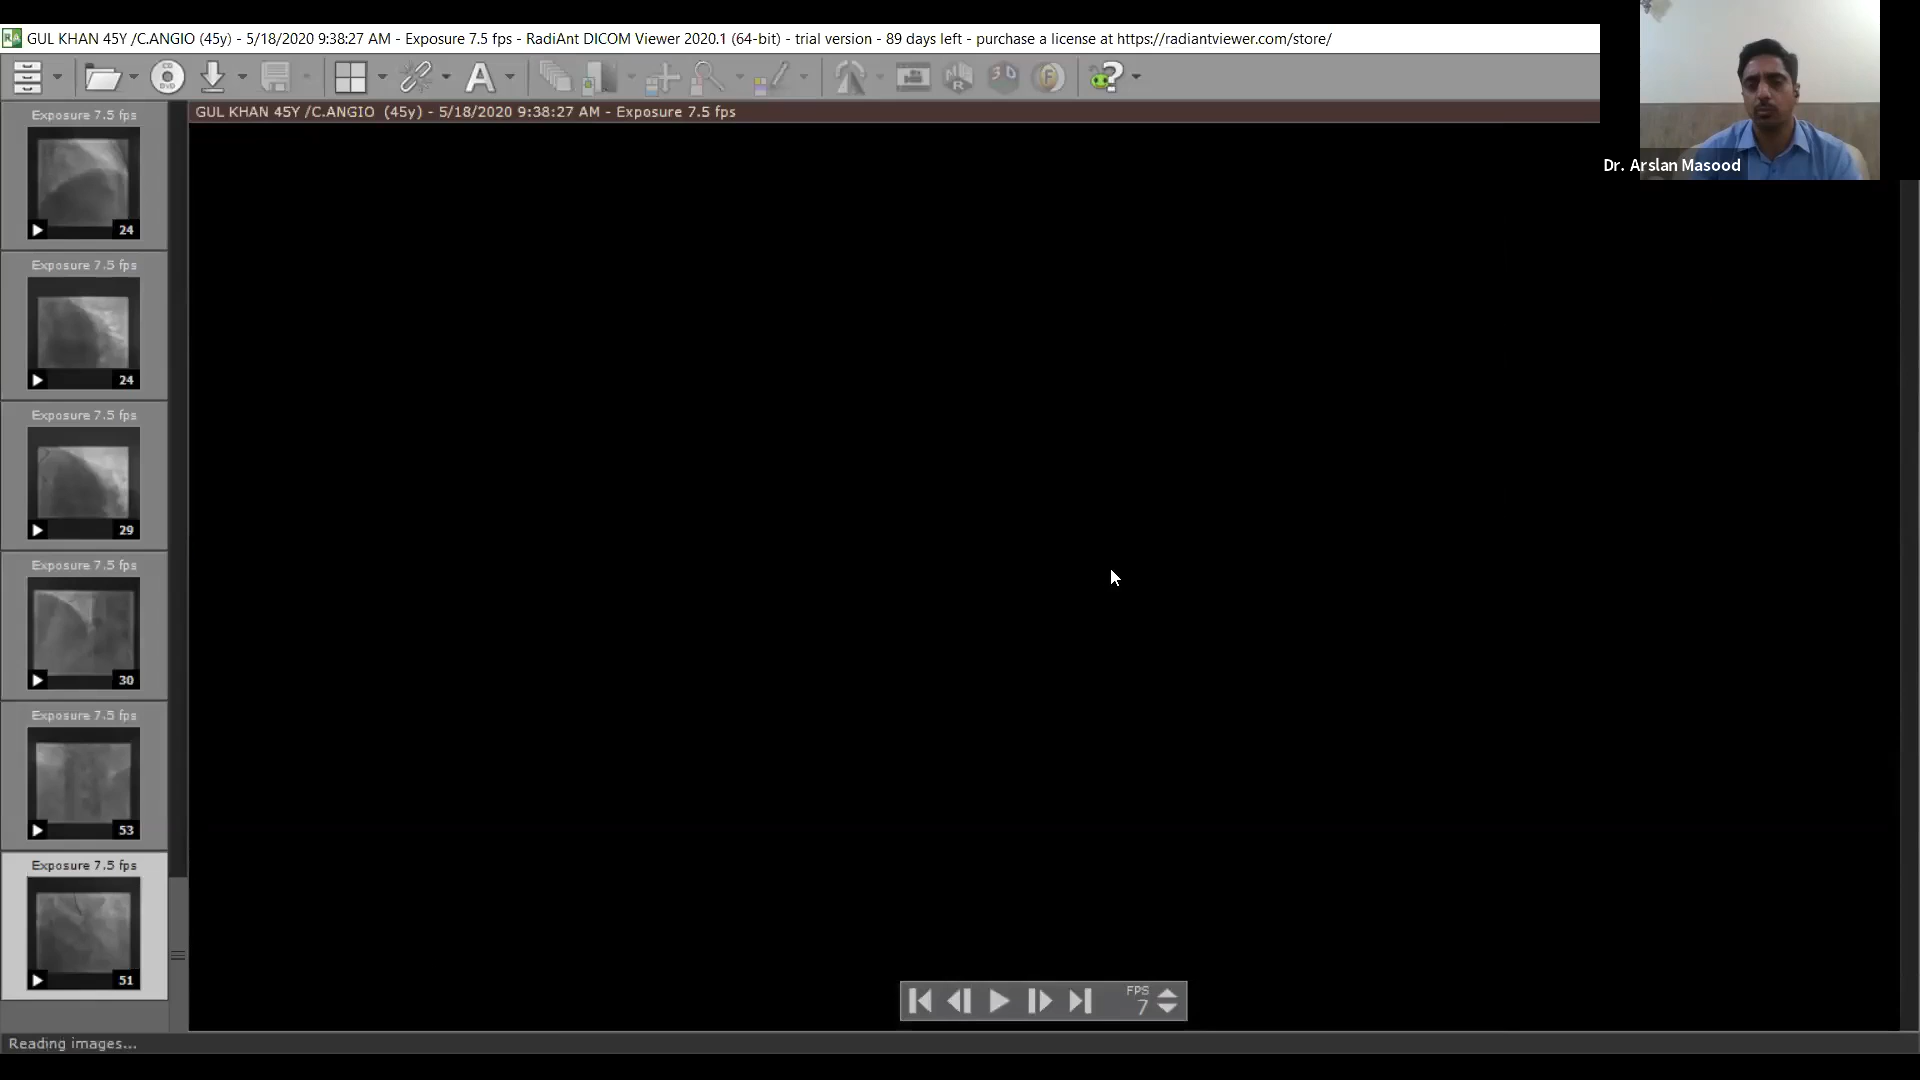 GUL KHAN 45Y /C.ANGIO (45y) - 5/18/2020 9:38:27 AM - Exposure 7.5 fps - RadiAnt DICOM Viewer 2020.1 (64-bit) - trial version - 89 days left - purchase a license at https://radiantviewer.com/store/
CD
DVD
A
R
3D
F
?
Dr. Arslan Masood
GUL KHAN 45Y /C.ANGIO (45y) - 5/18/2020 9:38:27 AM - Exposure 7.5 fps
Exposure 7.5 fps
24
Exposure 7.5 fps
24
Exposure 7.5 fps
29
Exposure 7.5 fps
30
Exposure 7.5 fps
53
Exposure 7.5 fps
51
FPS
7
Reading images...